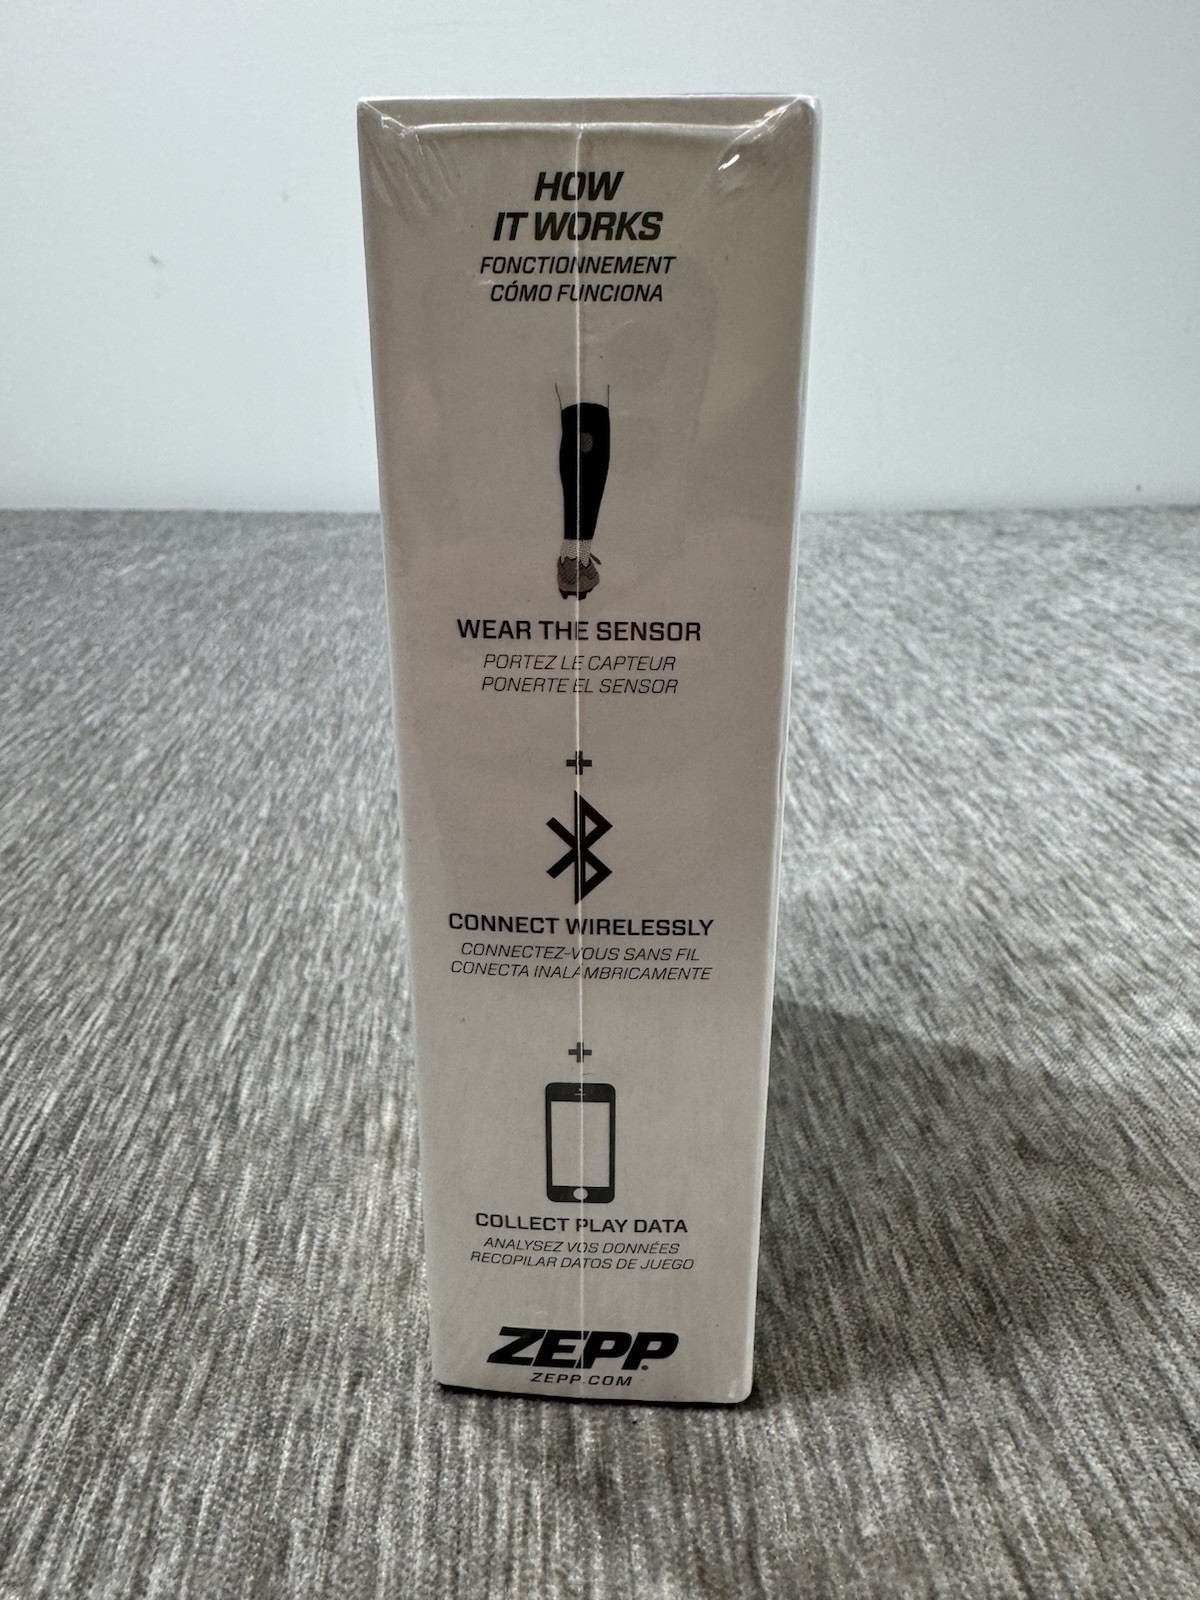 HOW
IT WORKS
FONCTIONNEMENT
CÓMO FUNCIONA
WEAR THE SENSOR
PORTEZ LE CAPTEUR
PONERTE EL SENSOR
+
CONNECT WIRELESSLY
CONNECTEZ-VOUS SANS FIL
CONECTA INALAMBRICAMENTE
+
COLLECT PLAY DATA
ANALYSEZ VOS DONNÉES
RECOPILAR DATOS DE JUEGO
ZEPP
ZEPP.COM